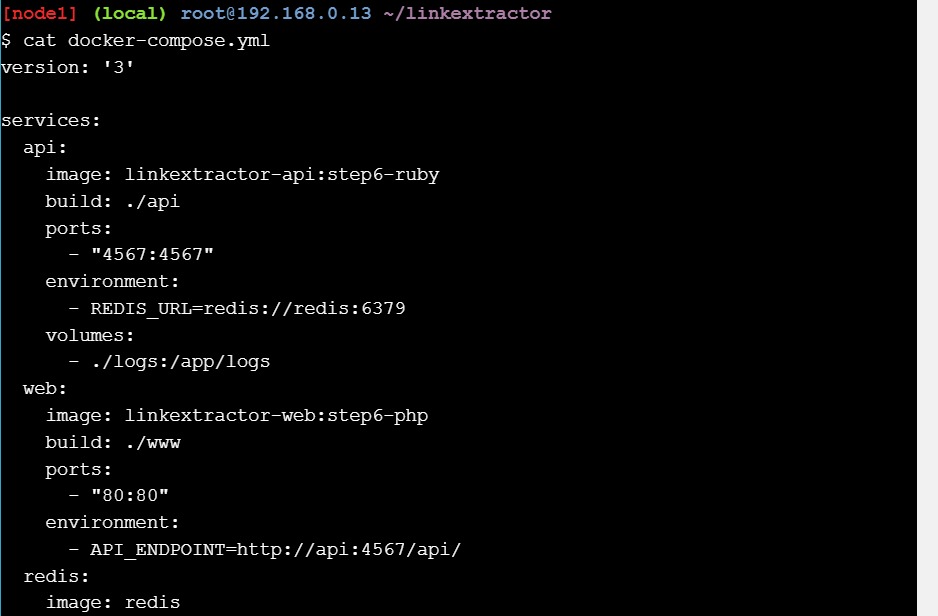 [node1] (local) root@192.168.0.13 ~/linkextractor
$ cat docker-compose.yml
version: '3'

services:
  api:
    image: linkextractor-api:step6-ruby
    build: ./api
    ports:
      - "4567:4567"
    environment:
      - REDIS_URL=redis://redis:6379
    volumes:
      - ./logs:/app/logs
  web:
    image: linkextractor-web:step6-php
    build: ./www
    ports:
      - "80:80"
    environment:
      - API_ENDPOINT=http://api:4567/api/
  redis:
    image: redis